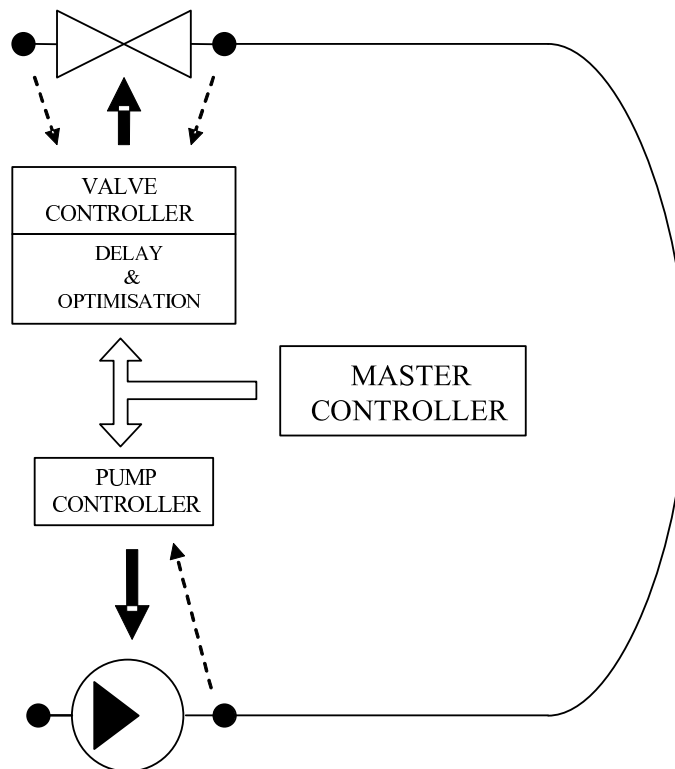 VALVE
CONTROLLER
DELAY
&
OPTIMISATION
MASTER
CONTROLLER
PUMP
CONTROLLER